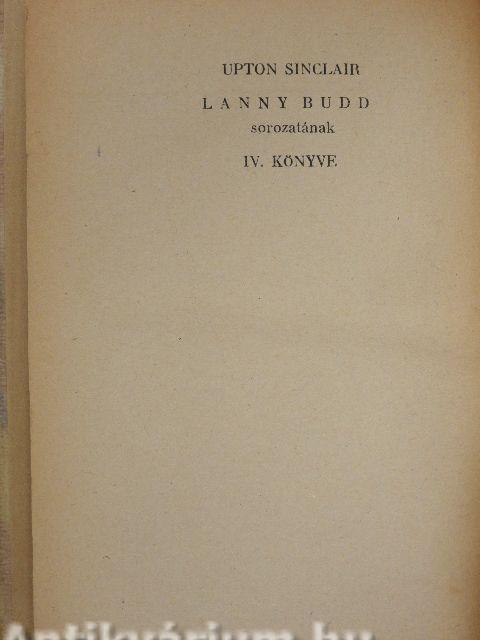 UPTON SINCLAIR
LANNY BUDD
sorozatának
IV. KÖNYVE
Antikvárium.hu